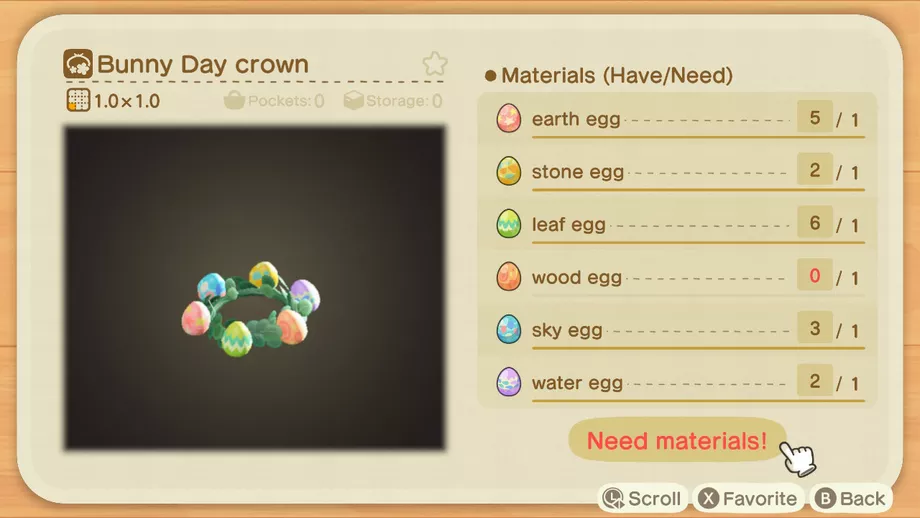 Bunny Day crown
1.0×1.0 Pockets: 0 Storage: 0
● Materials (Have/Need)
earth egg 5 / 1
stone egg 2 / 1
leaf egg 6 / 1
wood egg 0 / 1
sky egg 3 / 1
water egg 2 / 1
Need materials!
L Scroll X Favorite B Back